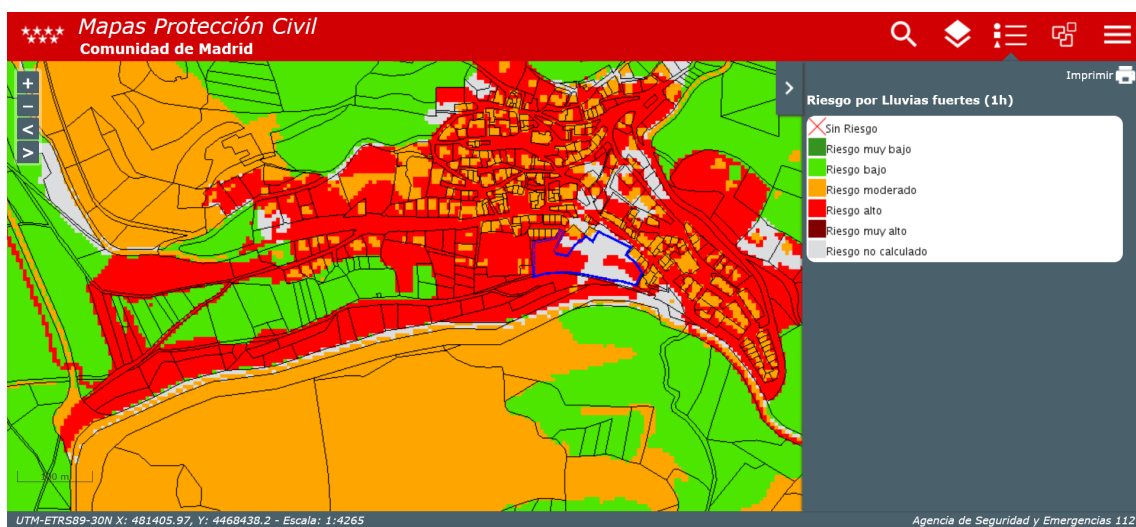 Mapas Protección Civil
Comunidad de Madrid
Imprimir
Riesgo por Lluvias fuertes (1h)
Sin Riesgo
Riesgo muy bajo
Riesgo bajo
Riesgo moderado
Riesgo alto
Riesgo muy alto
Riesgo no calculado
100 m
UTM-ETRS89-30N X: 481405.97, Y: 4468438.2 - Escala: 1:4265
Agencia de Seguridad y Emergencias 112